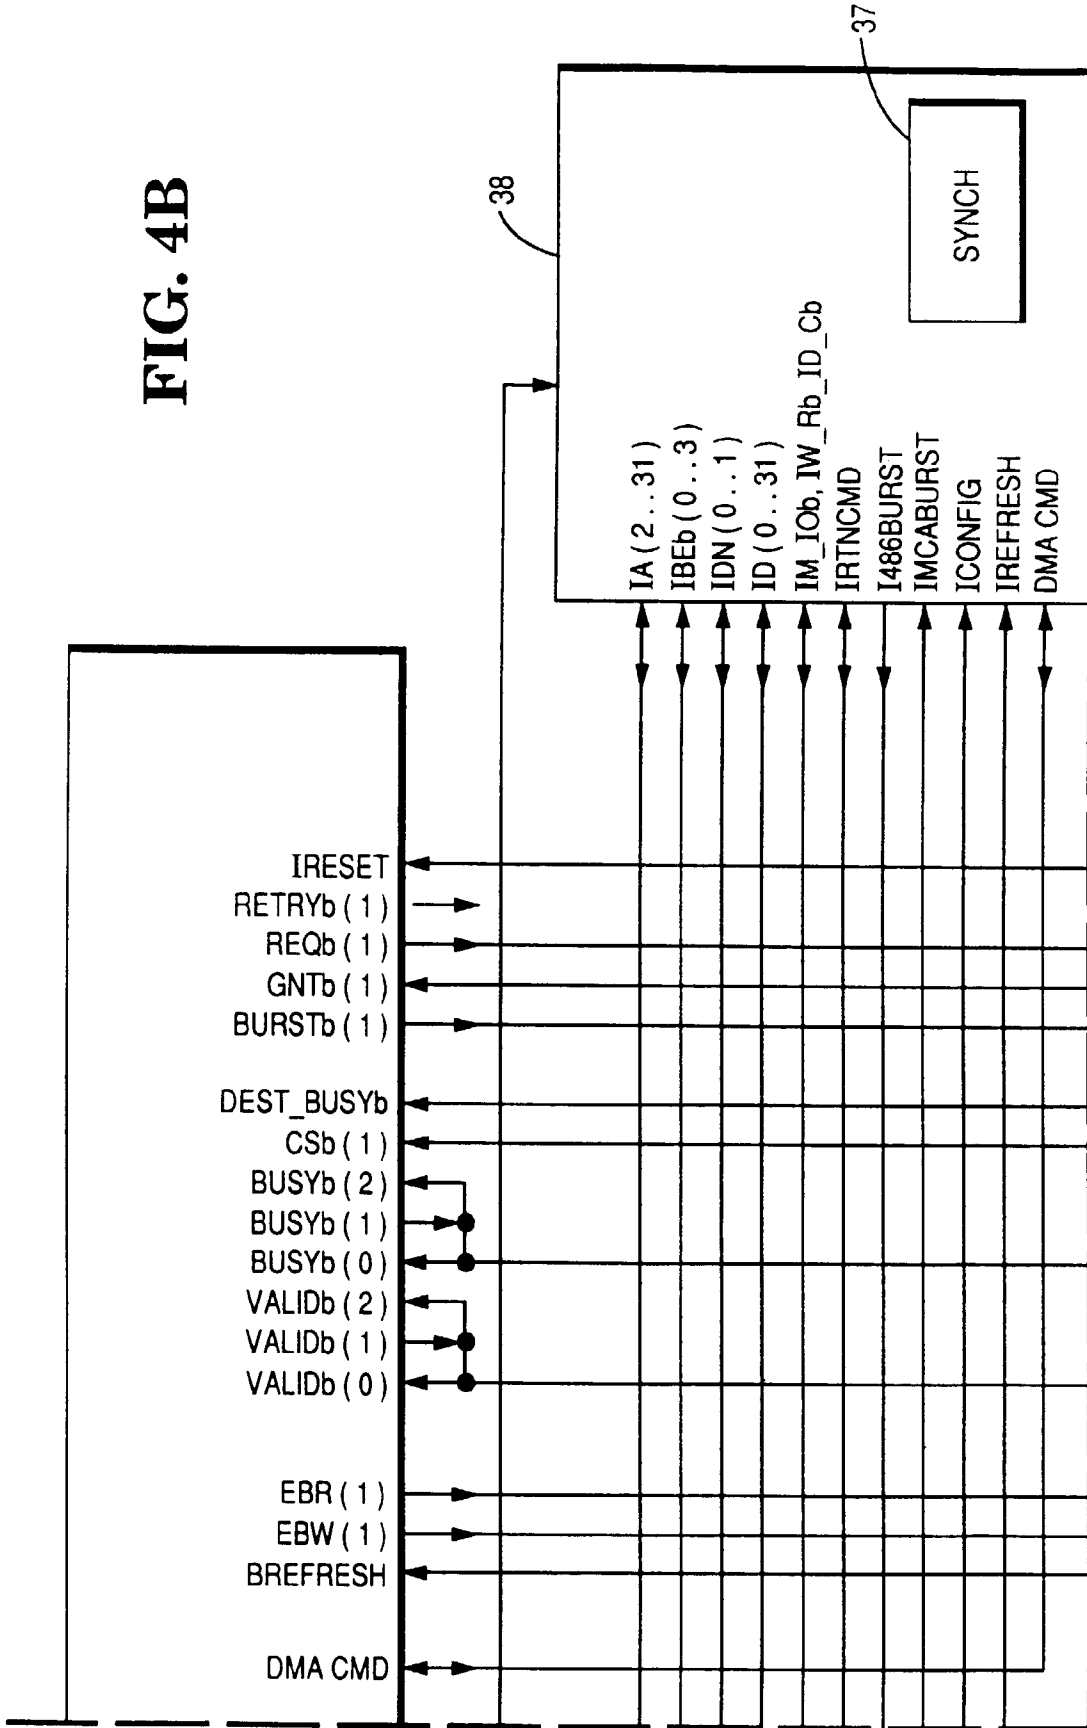 FIG. 4B
37
38
SYNCH
IA ( 2 . . 31 )
IBEb ( 0 . . 3 )
IDN ( 0 . . 1 )
ID ( 0 . . 31 )
IM_IOb, IW_Rb_ID_Cb
IRTNCMD
I486BURST
IMCABURST
ICONFIG
IREFRESH
DMA CMD
IRESET
RETRYb ( 1 )
REQb ( 1 )
GNTb ( 1 )
BURSTb ( 1 )
DEST_BUSYb
CSb ( 1 )
BUSYb ( 2 )
BUSYb ( 1 )
BUSYb ( 0 )
VALIDb ( 2 )
VALIDb ( 1 )
VALIDb ( 0 )
EBR ( 1 )
EBW ( 1 )
BREFRESH
DMA CMD